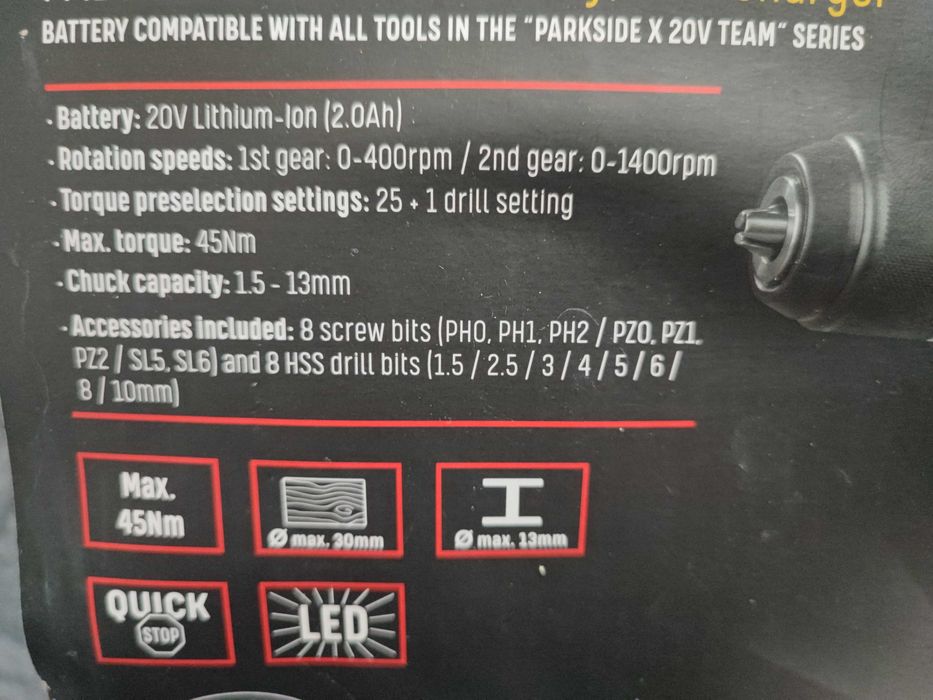 BATTERY COMPATIBLE WITH ALL TOOLS IN THE "PARKSIDE X 20V TEAM" SERIES
· Battery: 20V Lithium-Ion (2.0Ah)
· Rotation speeds: 1st gear: 0-400rpm / 2nd gear: 0-1400rpm
· Torque preselection settings: 25 + 1 drill setting
· Max. torque: 45Nm
· Chuck capacity: 1.5 - 13mm
· Accessories included: 8 screw bits (PH0, PH1, PH2 / PZ0, PZ1,
PZ2 / SL5, SL6) and 8 HSS drill bits (1.5 / 2.5 / 3 / 4 / 5 / 6 /
8 / 10mm)
Max.
45Nm
Ø max. 30mm
Ø max. 13mm
QUICK
STOP
LED